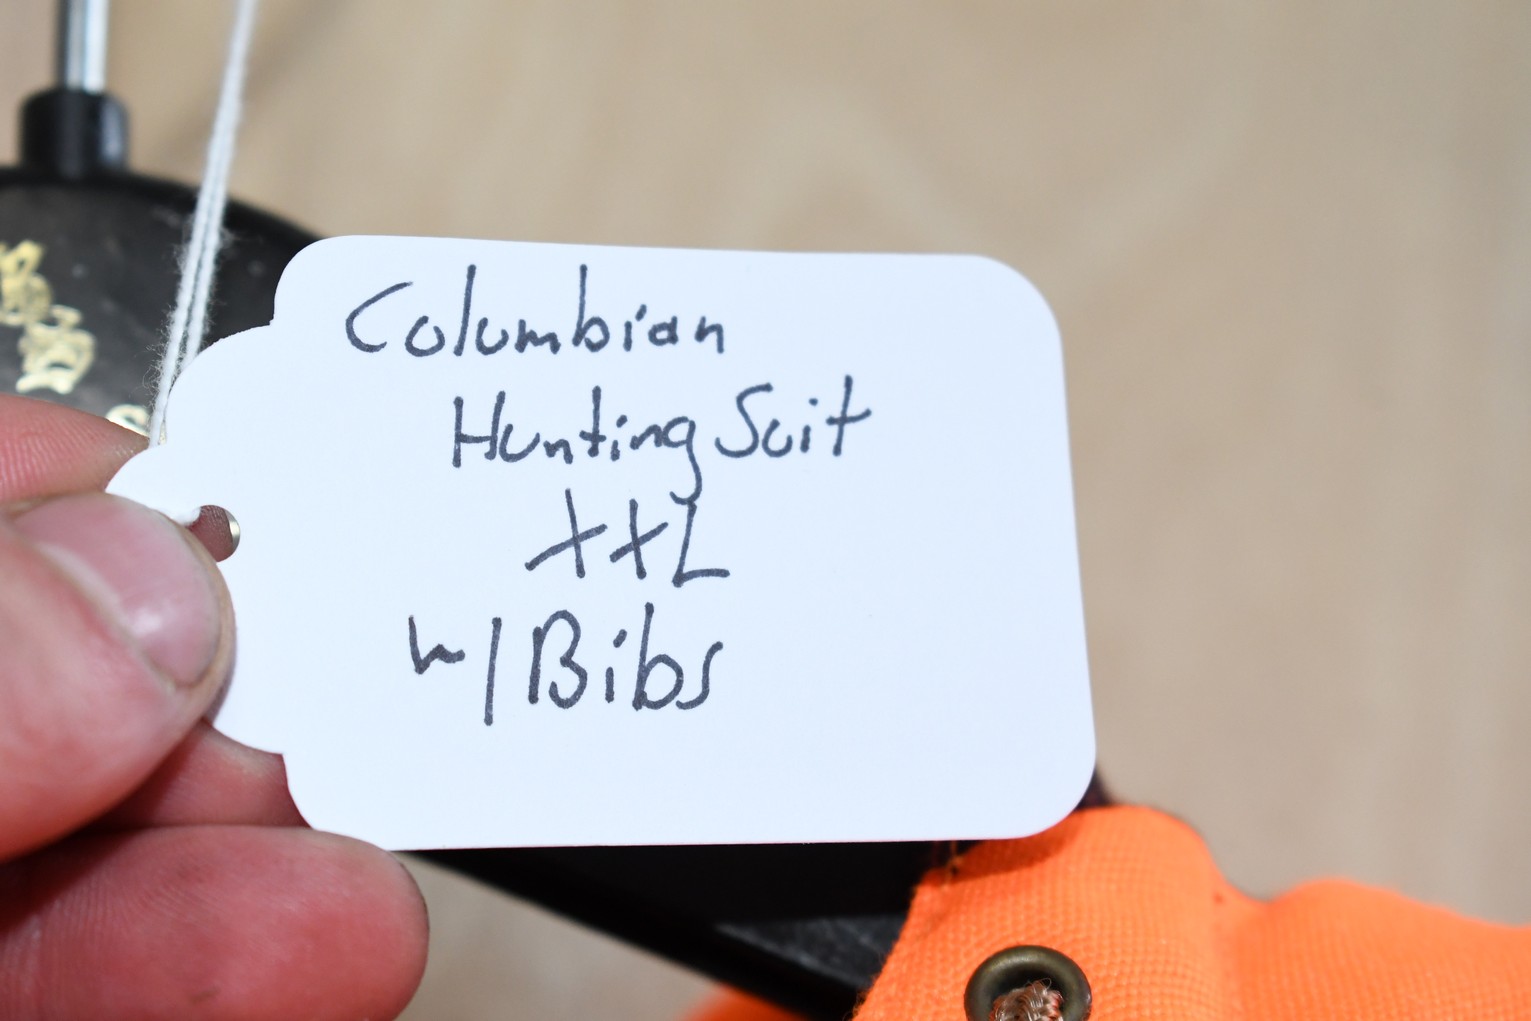 Columbian
Hunting Suit
XXL
w/Bibs